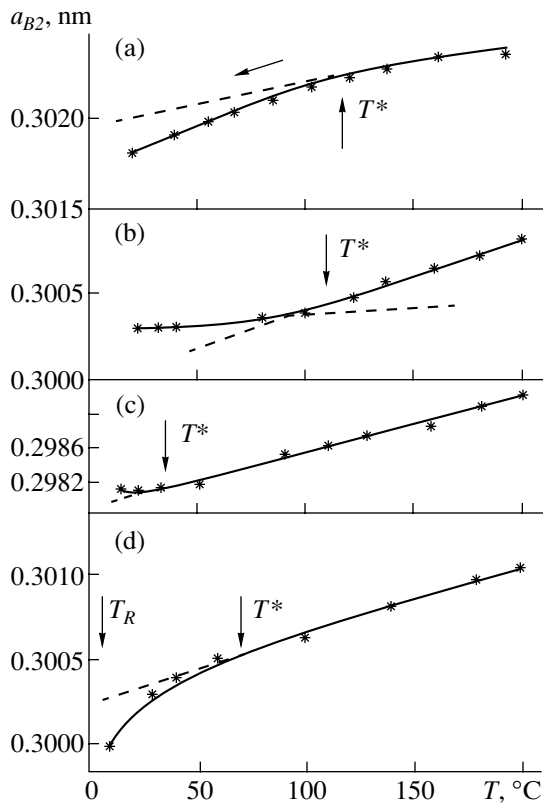 a_{B2}, nm
(a)
0.3020
T*
0.3015
(b)
T*
0.3005
0.3000
(c)
T*
0.2986
0.2982
(d)
0.3010
T_R
T*
0.3005
0.3000
0 50 100 150 T, °C